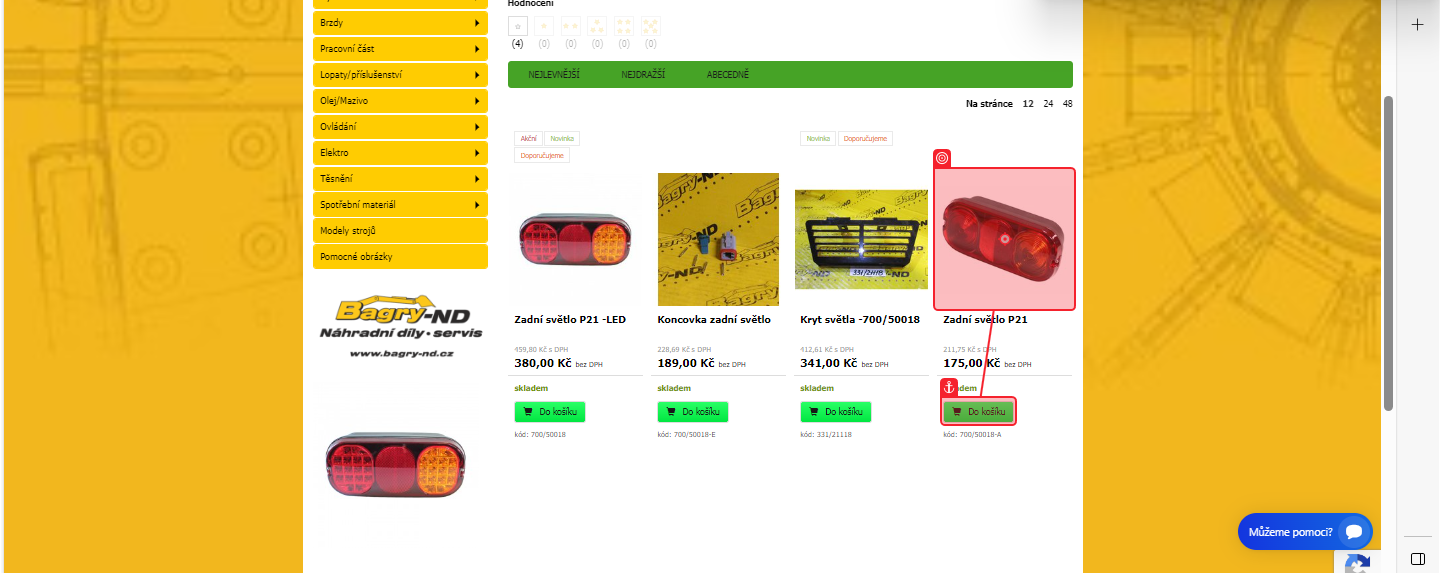 Hodnocení
(4) (0) (0) (0) (0) (0)
NEJLEVNĚJŠÍ NEJDRAŽŠÍ ABECEDNĚ
Na stránce 12 24 48
Brzdy
Pracovní část
Lopaty/příslušenství
Olej/Mazivo
Ovládání
Elektro
Těsnění
Spotřební materiál
Modely strojů
Pomocné obrázky
Bagry-ND
Náhradní díly • servis
www.bagry-nd.cz
Akční Novinka
Doporučujeme
Zadní světlo P21 -LED
459,80 Kč s DPH
380,00 Kč bez DPH
skladem
Do košíku
kód: 700/50018
Bagry-ND
Koncovka zadní světlo
228,69 Kč s DPH
189,00 Kč bez DPH
skladem
Do košíku
kód: 700/50018-E
Novinka Doporučujeme
331/21118
Kryt světla -700/50018
412,61 Kč s DPH
341,00 Kč bez DPH
skladem
Do košíku
kód: 331/21118
Zadní světlo P21
211,75 Kč s DPH
175,00 Kč bez DPH
Do košíku
kód: 700/50018-A
Můžeme pomoci?